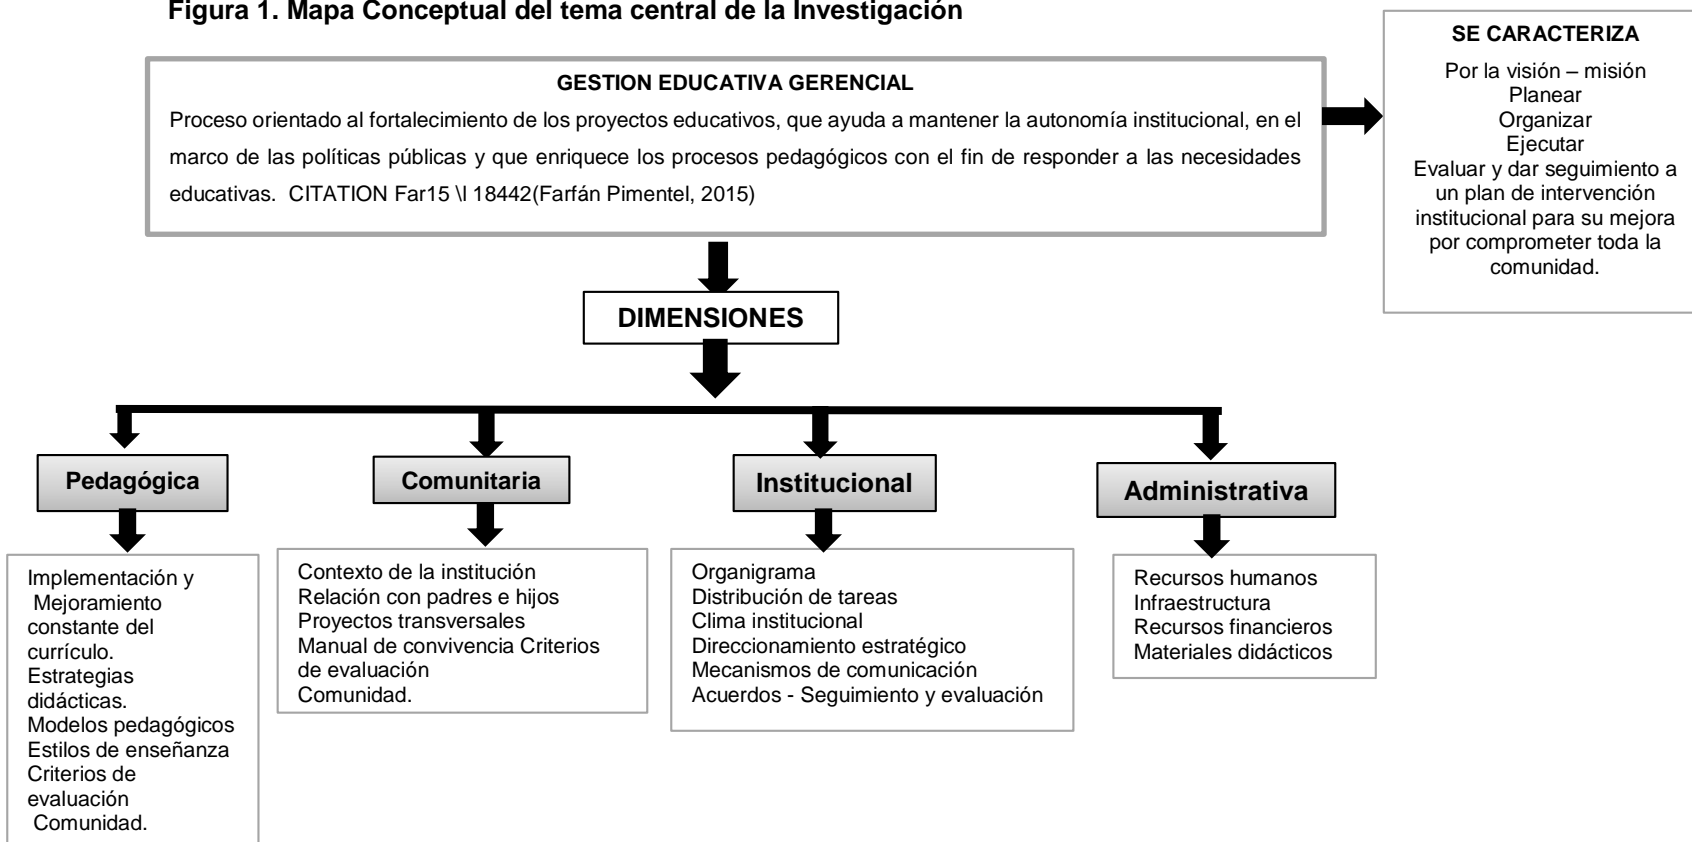 Figura 1. Mapa Conceptual del tema central de la Investigación
GESTION EDUCATIVA GERENCIAL
Proceso orientado al fortalecimiento de los proyectos educativos, que ayuda a mantener la autonomía institucional, en el
marco de las políticas públicas y que enriquece los procesos pedagógicos con el fin de responder a las necesidades
educativas. CITATION Far15 \l 18442(Farfán Pimentel, 2015)
SE CARACTERIZA
Por la visión – misión
Planear
Organizar
Ejecutar
Evaluar y dar seguimiento a
un plan de intervención
institucional para su mejora
por comprometer toda la
comunidad.
DIMENSIONES
Pedagógica
Implementación y
Mejoramiento
constante del
currículo.
Estrategias
didácticas.
Modelos pedagógicos
Estilos de enseñanza
Criterios de
evaluación
Comunidad.
Comunitaria
Contexto de la institución
Relación con padres e hijos
Proyectos transversales
Manual de convivencia Criterios
de evaluación
Comunidad.
Institucional
Organigrama
Distribución de tareas
Clima institucional
Direccionamiento estratégico
Mecanismos de comunicación
Acuerdos - Seguimiento y evaluación
Administrativa
Recursos humanos
Infraestructura
Recursos financieros
Materiales didácticos